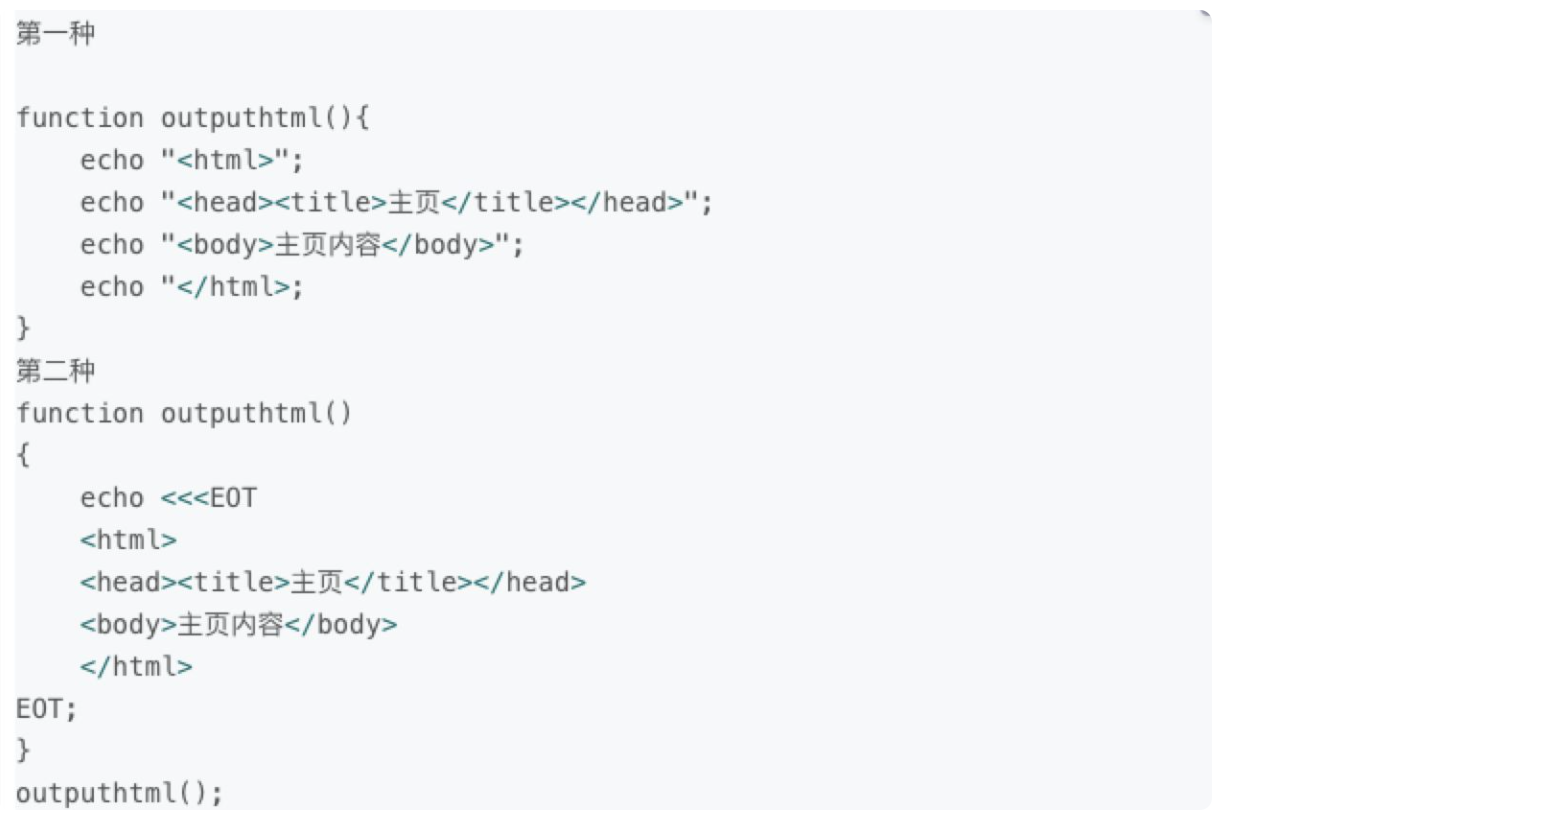 第一种
function outputhtml(){
    echo "<html>";
    echo "<head><title>主页</title></head>";
    echo "<body>主页内容</body>";
    echo "</html>;
}
第二种
function outputhtml()
{
    echo <<<EOT
    <html>
    <head><title>主页</title></head>
    <body>主页内容</body>
    </html>
EOT;
}
outputhtml();